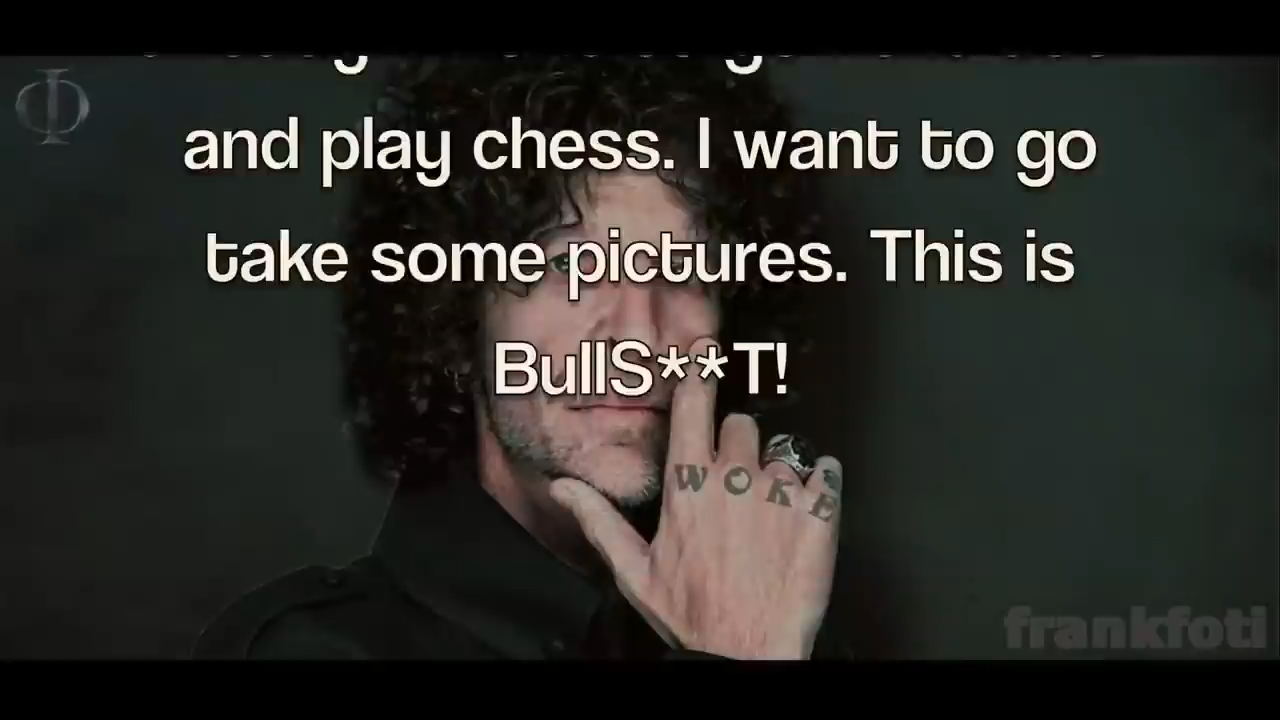 and play chess. I want to go
take some pictures. This is
BullS**T!
WOKE
frankfoti